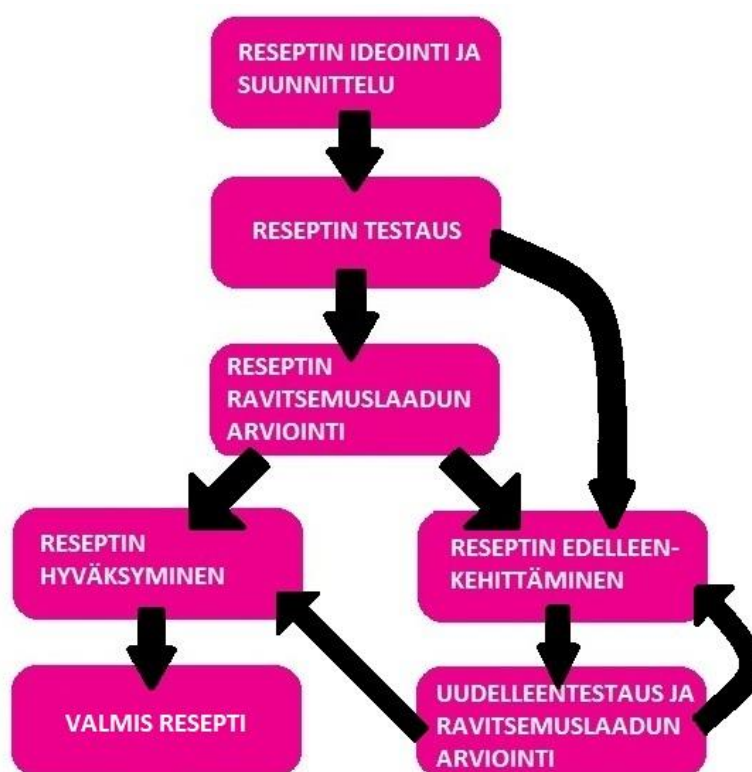 RESEPTIN IDEOINTI JA
SUUNNITTELU
RESEPTIN TESTAUS
RESEPTIN
RAVITSEMUSLAADUN
ARVIOINTI
RESEPTIN
HYVÄKSYMINEN
RESEPTIN EDELLEEN-
KEHITTÄMINEN
VALMIS RESEPTI
UUDELLEENTESTAUS JA
RAVITSEMUSLAADUN
ARVIOINTI